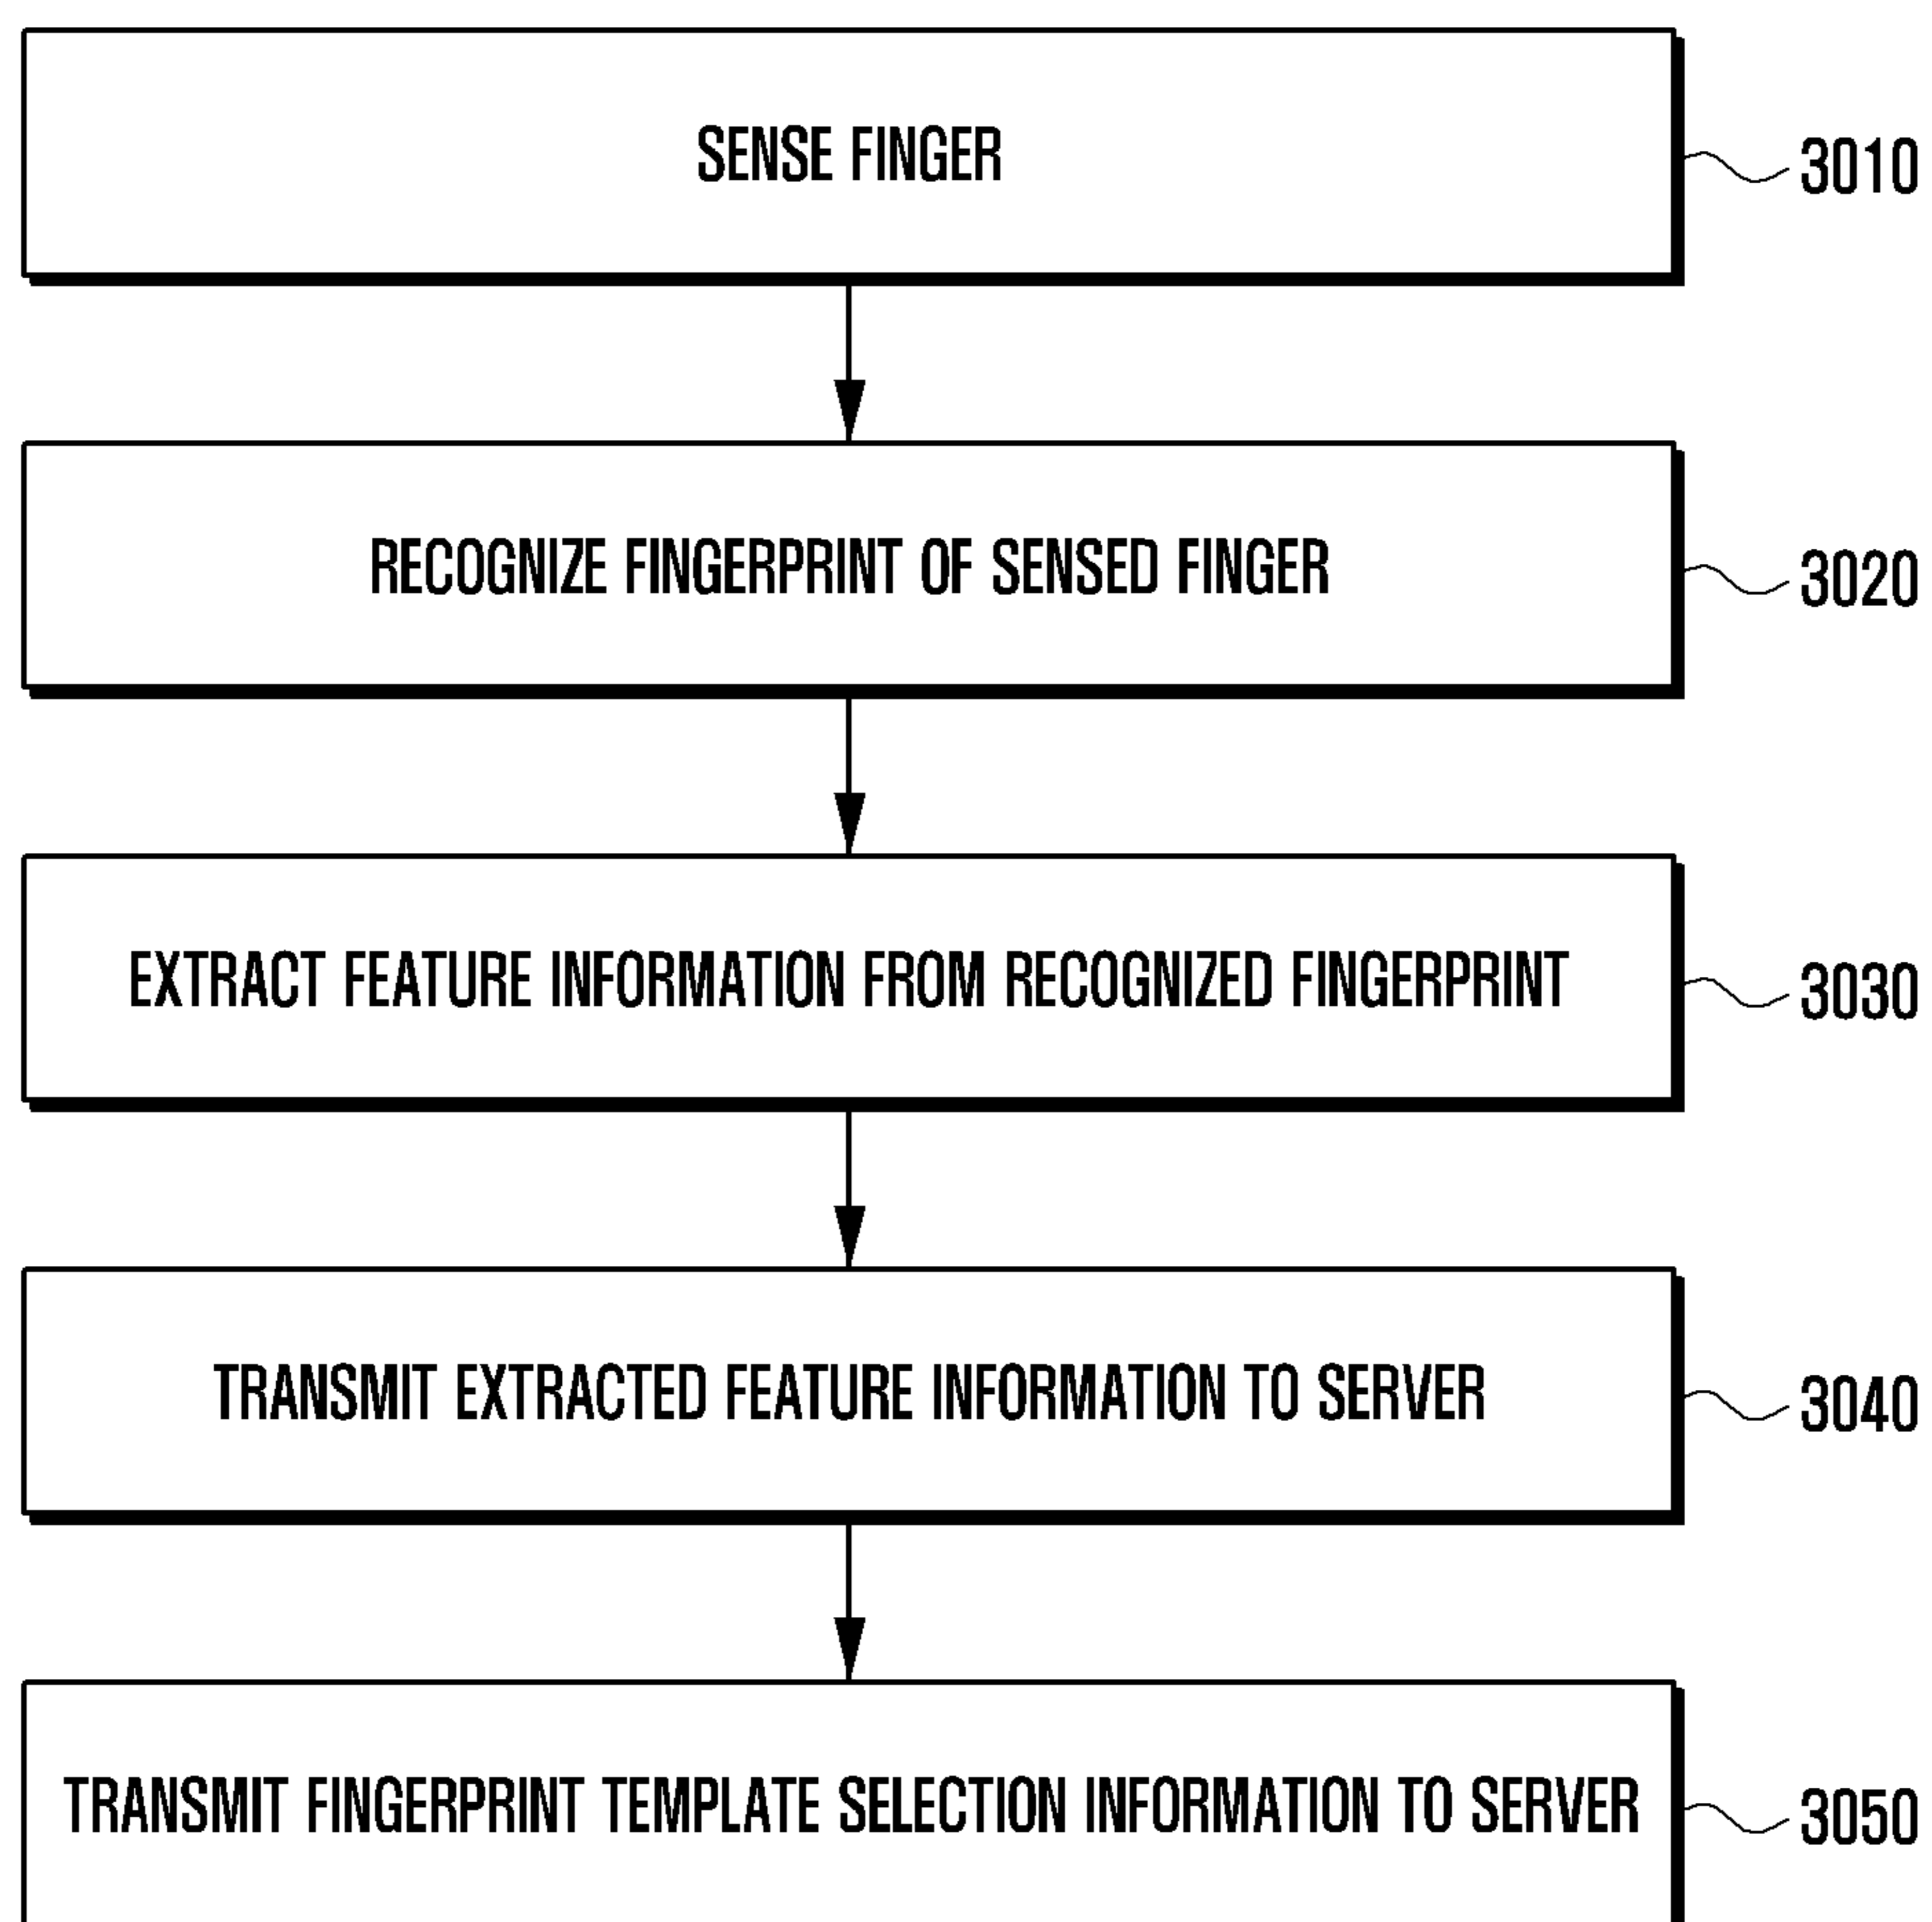 SENSE FINGER
3010
RECOGNIZE FINGERPRINT OF SENSED FINGER
3020
EXTRACT FEATURE INFORMATION FROM RECOGNIZED FINGERPRINT
3030
TRANSMIT EXTRACTED FEATURE INFORMATION TO SERVER
3040
TRANSMIT FINGERPRINT TEMPLATE SELECTION INFORMATION TO SERVER
3050